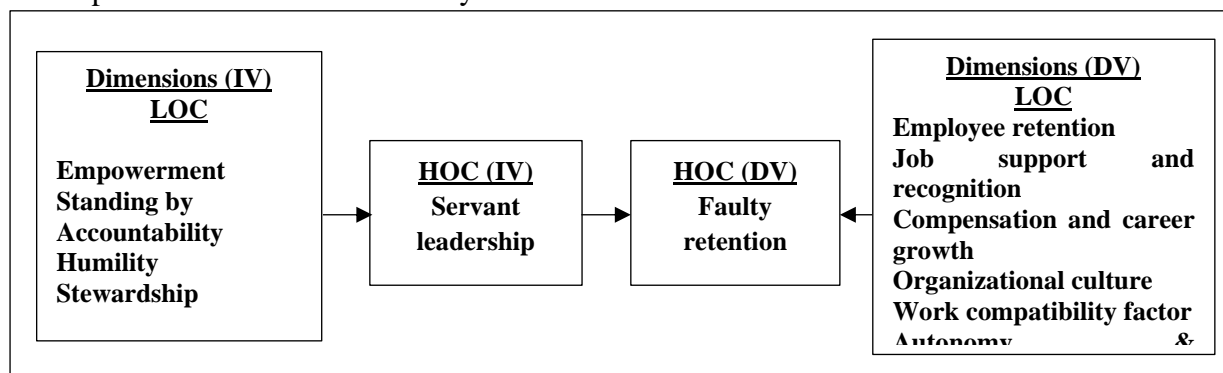 Dimensions (IV)
LOC
Empowerment
Standing by
Accountability
Humility
Stewardship
HOC (IV)
Servant
leadership
HOC (DV)
Faulty
retention
Dimensions (DV)
LOC
Employee retention
Job support and
recognition
Compensation and career
growth
Organizational culture
Work compatibility factor
Autonomy &